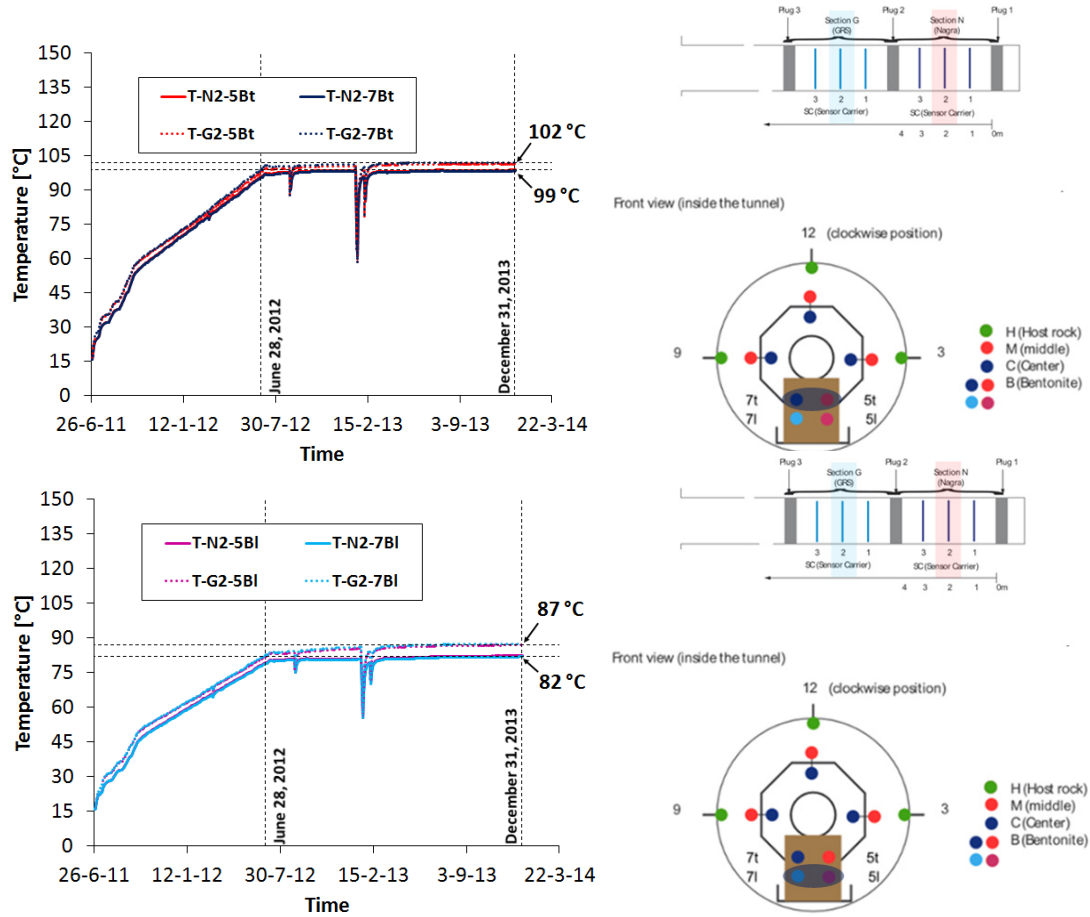 150
135
120
105
90
75
60
45
30
15
0
Temperature [°C]
T-N2-5Bt
T-N2-7Bt
T-G2-5Bt
T-G2-7Bt
102 °C
99 °C
June 28, 2012
December 31, 2013
26-6-11 12-1-12 30-7-12 15-2-13 3-9-13 22-3-14
Time
Plug 3
Section G
(GRS)
Plug 2
Section N
(Nagra)
Plug 1
3 2 1 3 2 1
SC (Sensor Carrier) SC (Sensor Carrier)
4 3 2 1 0m
Front view (inside the tunnel)
12 (clockwise position)
9
3
7t
5t
7l
5l
H (Host rock)
M (middle)
C (Center)
B (Bentonite)
150
135
120
105
90
75
60
45
30
15
0
Temperature [°C]
T-N2-5Bl
T-N2-7Bl
T-G2-5Bl
T-G2-7Bl
87 °C
82 °C
June 28, 2012
December 31, 2013
26-6-11 12-1-12 30-7-12 15-2-13 3-9-13 22-3-14
Time
Plug 3
Section G
(GRS)
Plug 2
Section N
(Nagra)
Plug 1
3 2 1 3 2 1
SC (Sensor Carrier) SC (Sensor Carrier)
4 3 2 1 0m
Front view (inside the tunnel)
12 (clockwise position)
9
3
7t
5t
7l
5l
H (Host rock)
M (middle)
C (Center)
B (Bentonite)